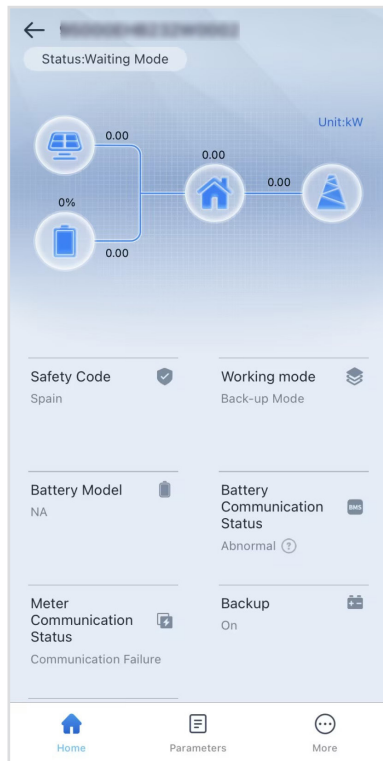 Status:Waiting Mode
Unit:kW
0.00
0.00
0.00
0%
0.00
Safety Code
Spain
Working mode
Back-up Mode
Battery Model
NA
Battery
Communication
Status
BMS
Abnormal ?
Meter
Communication
Status
Communication Failure
Backup
On
Home
Parameters
More